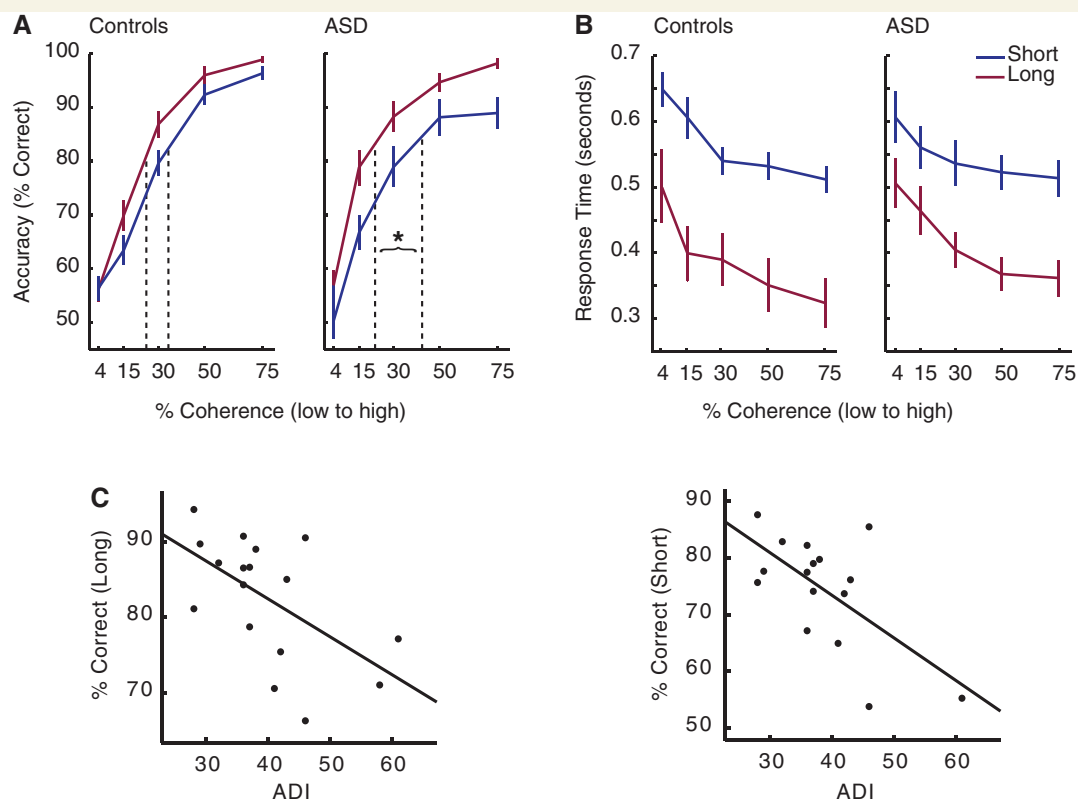 A
Controls
ASD
Accuracy (% Correct)
100
90
80
70
60
50
*
4 15 30 50 75
4 15 30 50 75
% Coherence (low to high)
B
Controls
ASD
Short
Long
Response Time (seconds)
0.7
0.6
0.5
0.4
0.3
4 15 30 50 75
4 15 30 50 75
% Coherence (low to high)
C
% Correct (Long)
90
80
70
30 40 50 60
ADI
% Correct (Short)
90
80
70
60
50
30 40 50 60
ADI